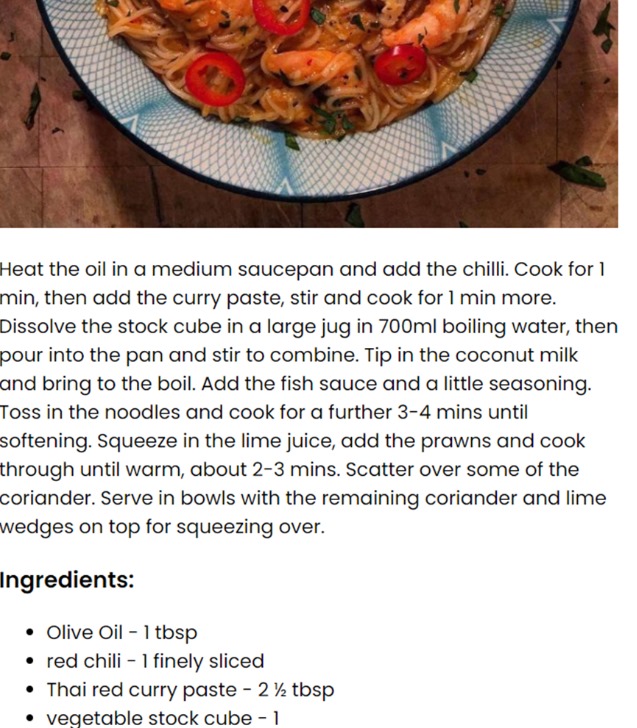 Heat the oil in a medium saucepan and add the chilli. Cook for 1
min, then add the curry paste, stir and cook for 1 min more.
Dissolve the stock cube in a large jug in 700ml boiling water, then
pour into the pan and stir to combine. Tip in the coconut milk
and bring to the boil. Add the fish sauce and a little seasoning.
Toss in the noodles and cook for a further 3-4 mins until
softening. Squeeze in the lime juice, add the prawns and cook
through until warm, about 2-3 mins. Scatter over some of the
coriander. Serve in bowls with the remaining coriander and lime
wedges on top for squeezing over.
Ingredients:
• Olive Oil - 1 tbsp
• red chili - 1 finely sliced
• Thai red curry paste - 2 ½ tbsp
• vegetable stock cube - 1